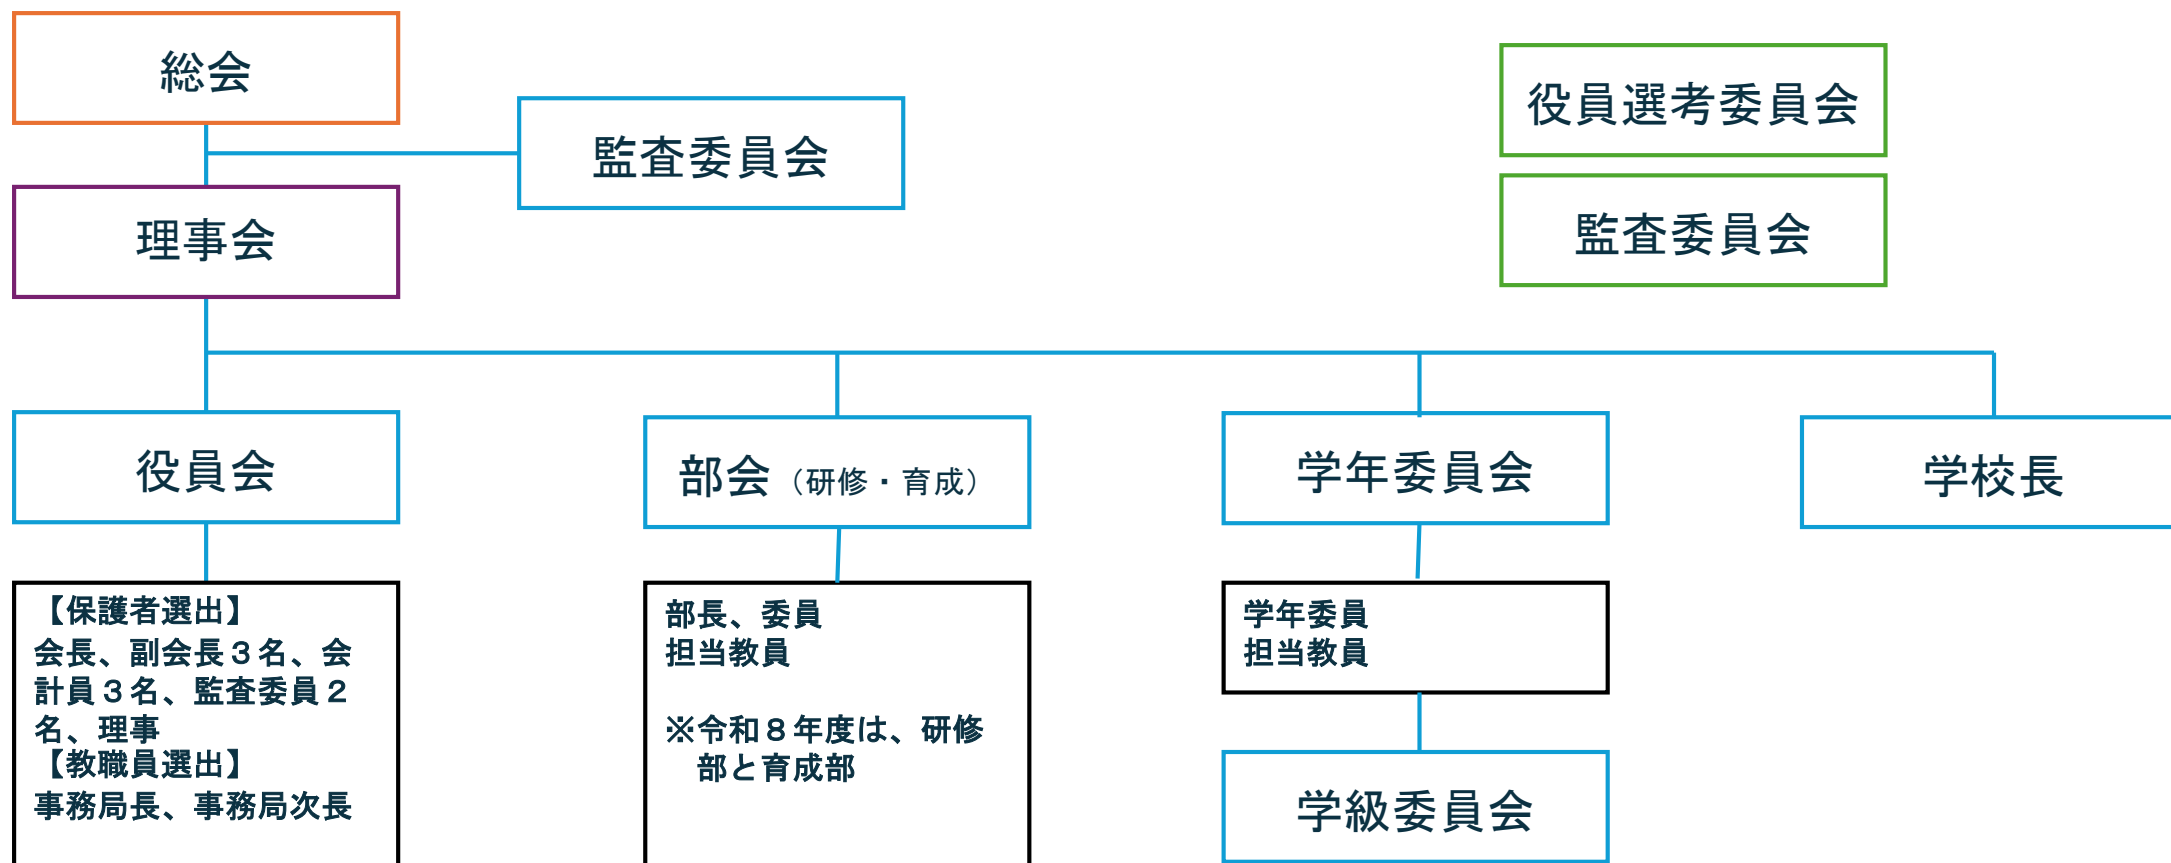 総会
監査委員会
役員選考委員会
理事会
監査委員会
役員会
部会（研修・育成）
学年委員会
学校長
【保護者選出】
会長、副会長３名、会
計員３名、監査委員２
名、理事
【教職員選出】
事務局長、事務局次長
部長、委員
担当教員
※令和８年度は、研修
部と育成部
学年委員
担当教員
学級委員会